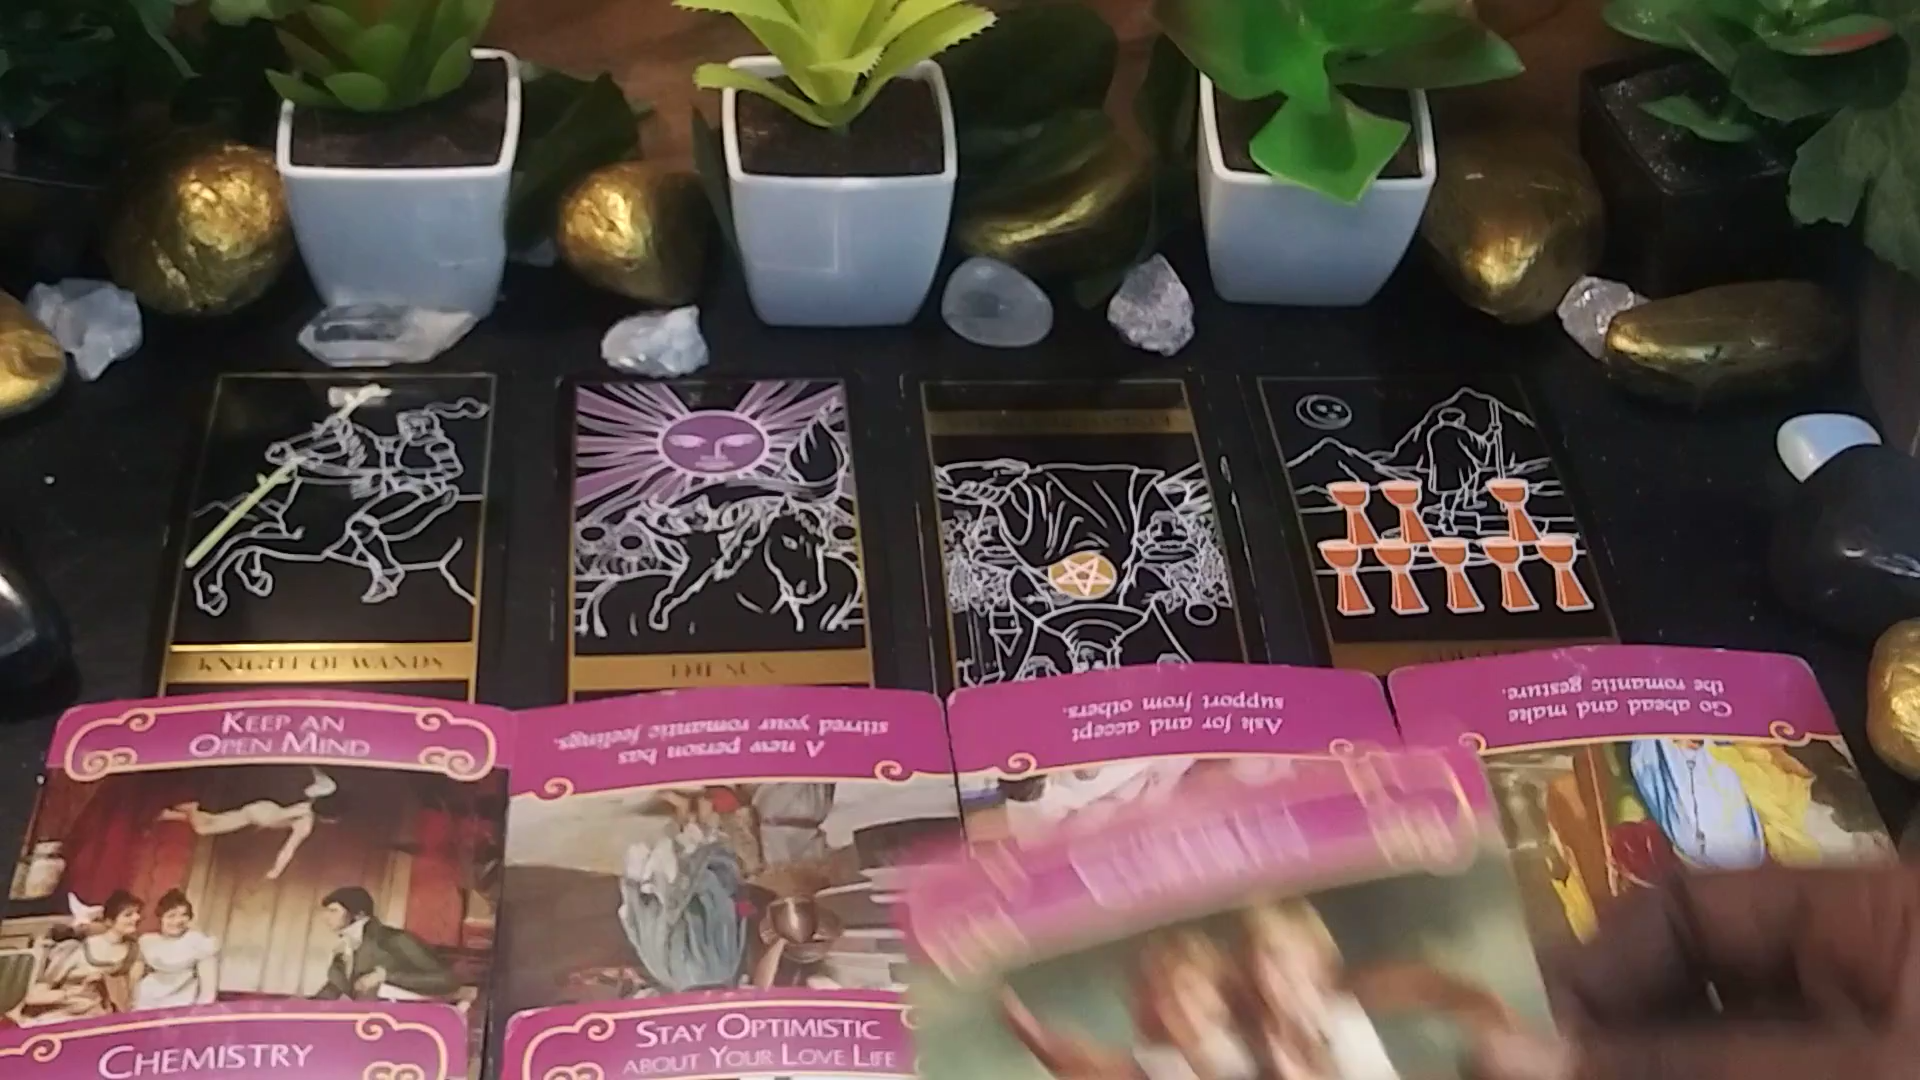 KNIGHT OF WANDS
THE SUN
KEEP AN
OPEN MIND
A new person has
stirred your romantic feelings.
Ask for and accept
support from others.
Go ahead and make
the romantic gesture.
CHEMISTRY
STAY OPTIMISTIC
ABOUT YOUR LOVE LIFE